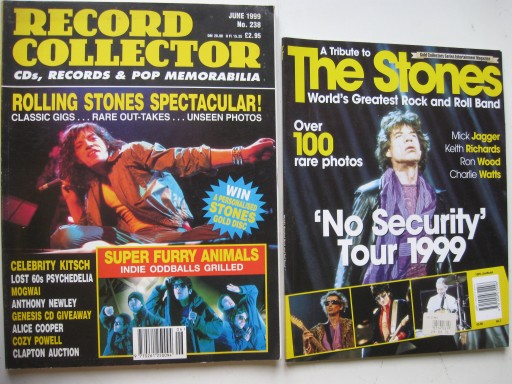 RECORD
COLLECTOR
JUNE 1999
No. 238
£2.95
CDs, RECORDS & POP MEMORABILIA
ROLLING STONES SPECTACULAR!
CLASSIC GIGS . . . RARE OUT-TAKES . . . UNSEEN PHOTOS
WIN
A PERSONALISED
STONES
GOLD DISC
SUPER FURRY ANIMALS
INDIE ODDBALLS GRILLED
CELEBRITY KITSCH
LOST 60s PSYCHEDELIA
MOGWAI
ANTHONY NEWLEY
GENESIS CD GIVEAWAY
ALICE COOPER
COZY POWELL
CLAPTON AUCTION
A Tribute to
The Stones
World's Greatest Rock and Roll Band
Over
100
rare photos
Mick Jagger
Keith Richards
Ron Wood
Charlie Watts
'No Security'
Tour 1999